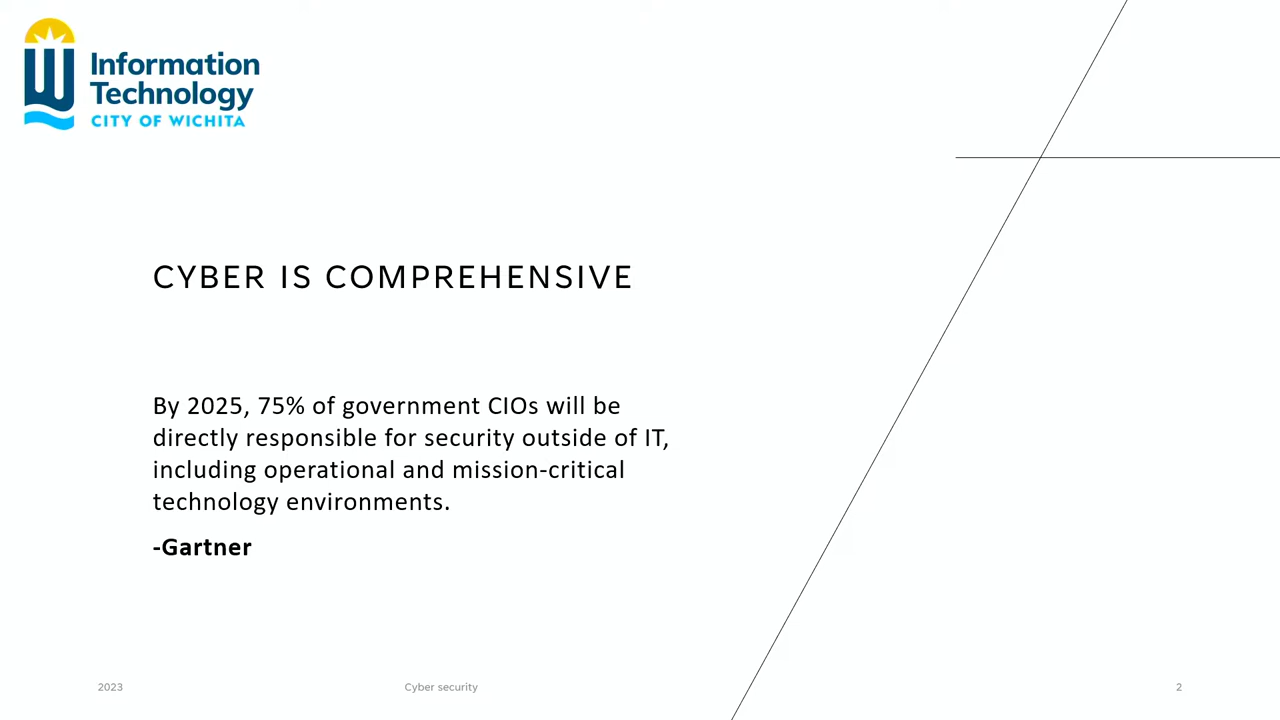 Information
Technology
CITY OF WICHITA
CYBER IS COMPREHENSIVE
By 2025, 75% of government CIOs will be
directly responsible for security outside of IT,
including operational and mission-critical
technology environments.
-Gartner
2023
Cyber security
2